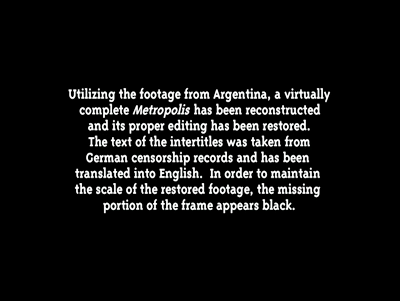 Utilizing the footage from Argentina, a virtually
complete Metropolis has been reconstructed
and its proper editing has been restored.
The text of the intertitles was taken from
German censorship records and has been
translated into English.  In order to maintain
the scale of the restored footage, the missing
portion of the frame appears black.